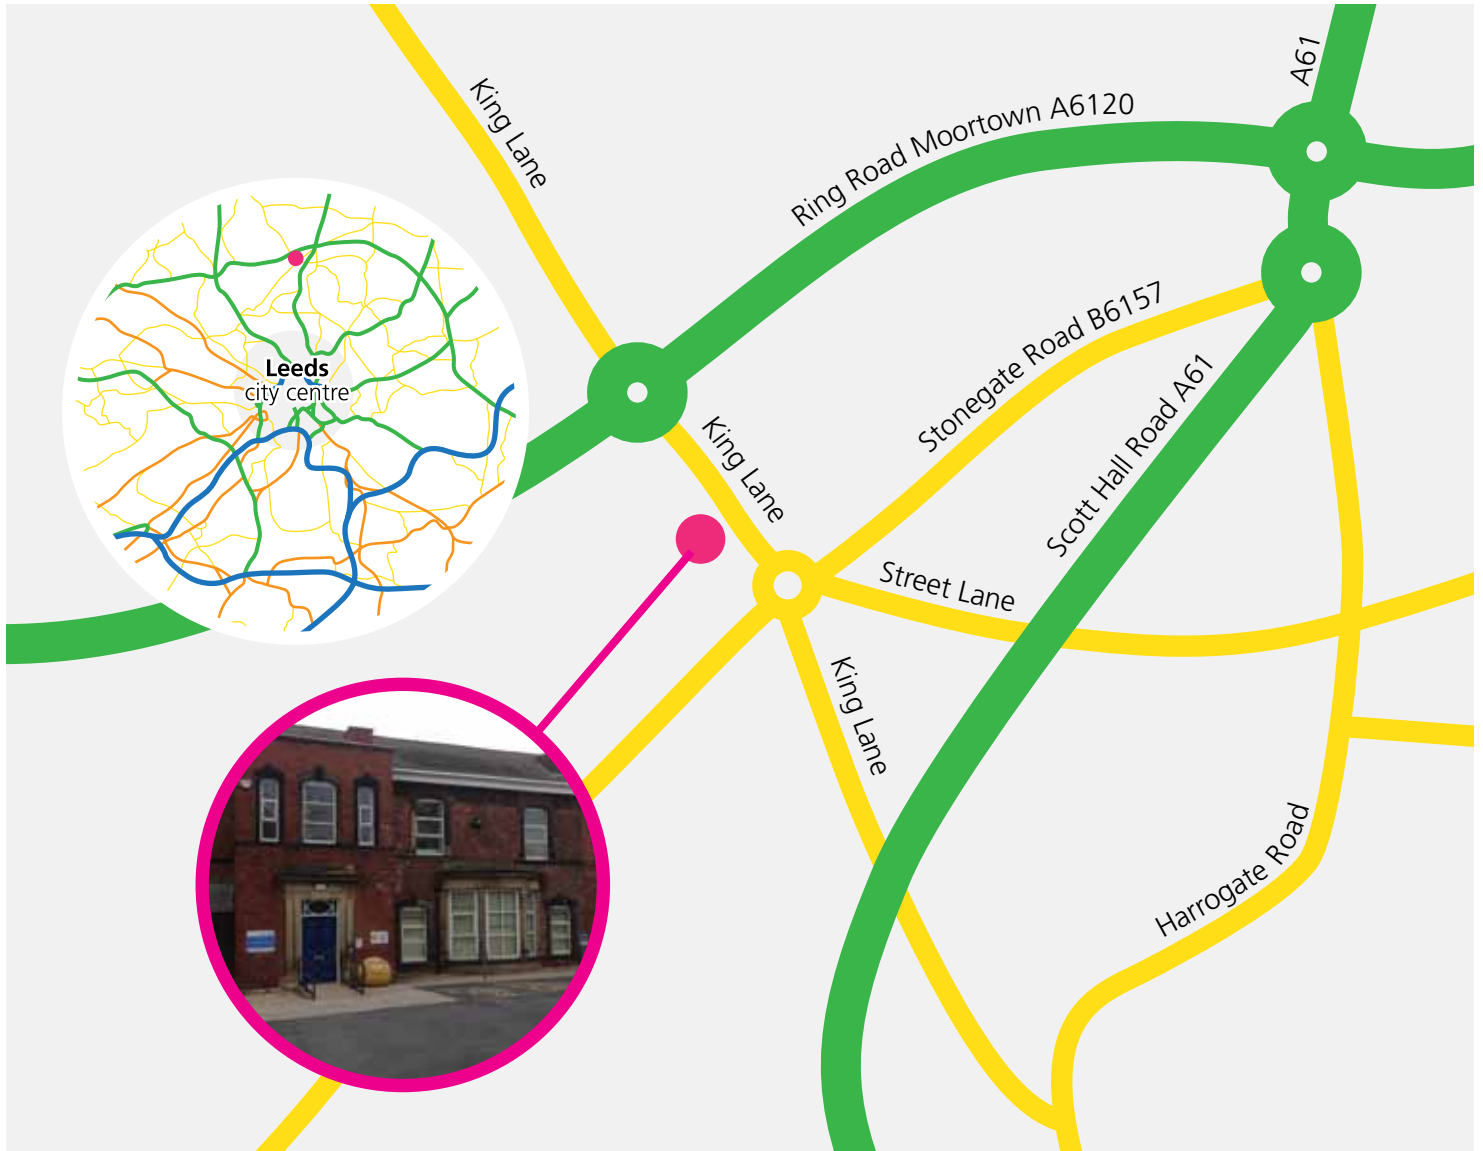 A61
King Lane
Ring Road Moortown A6120
Stonegate Road B6157
Leeds
city centre
Scott Hall Road A61
King Lane
Street Lane
King Lane
Harrogate Road